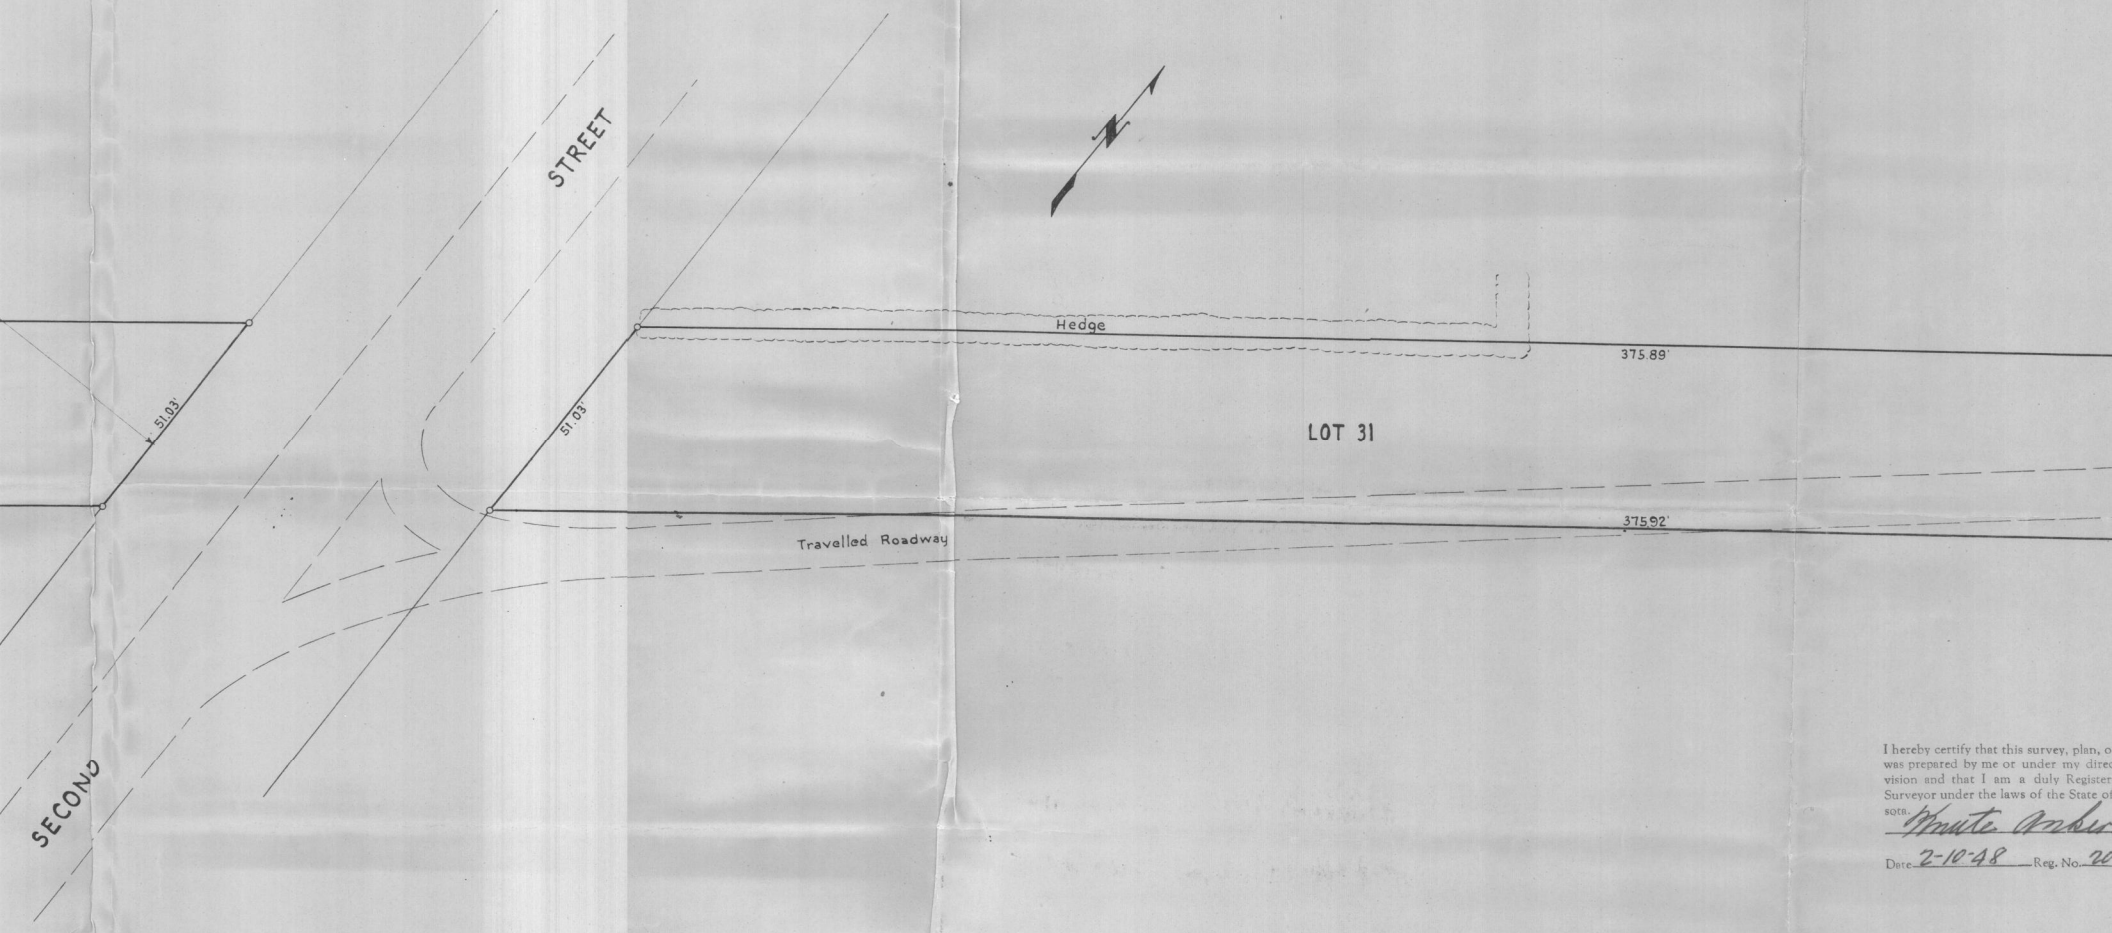 STREET
N
Hedge
375.89'
51.03'
51.03'
LOT 31
375.92'
Travelled Roadway
SECOND
I hereby certify that this survey, plan, o
was prepared by me or under my direc
vision and that I am a duly Register
Surveyor under the laws of the State of
sota.
Knute
Date 2-10-48 Reg. No. 20